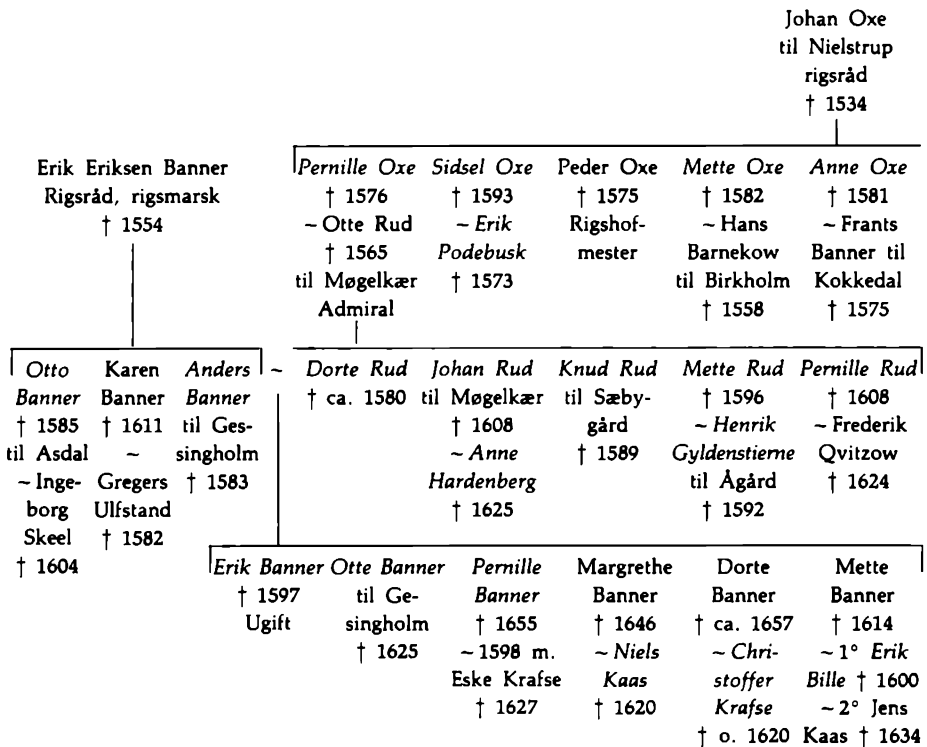 Johan Oxe
til Nielstrup
rigsråd
† 1534
Erik Eriksen Banner
Rigsråd, rigsmarsk
† 1554
Pernille Oxe
† 1576
~ Otte Rud
† 1565
til Møgelkær
Admiral
Sidsel Oxe
† 1593
~ Erik
Podebusk
† 1573
Peder Oxe
† 1575
Rigshof-
mester
Mette Oxe
† 1582
~ Hans
Barnekow
til Birkholm
† 1558
Anne Oxe
† 1581
~ Frants
Banner til
Kokkedal
† 1575
Otto
Banner
† 1585
til Asdal
~ Inge-
borg
Skeel
† 1604
Karen
Banner
† 1611
~
Gregers
Ulfstand
† 1582
Anders
Banner
til Ges-
singholm
† 1583
~
Dorte Rud
† ca. 1580
Johan Rud
til Møgelkær
† 1608
~ Anne
Hardenberg
† 1625
Knud Rud
til Sæby-
gård
† 1589
Mette Rud
† 1596
~ Henrik
Gyldenstierne
til Ågård
† 1592
Pernille Rud
† 1608
~ Frederik
Qvitzow
† 1624
Erik Banner
† 1597
Ugift
Otte Banner
til Ge-
singholm
† 1625
Pernille
Banner
† 1655
~ 1598 m.
Eske Krafse
† 1627
Margrethe
Banner
† 1646
~ Niels
Kaas
† 1620
Dorte
Banner
† ca. 1657
~ Chri-
stoffer
Krafse
† o. 1620
Mette
Banner
† 1614
~ 1° Erik
Bille † 1600
~ 2° Jens
Kaas † 1634